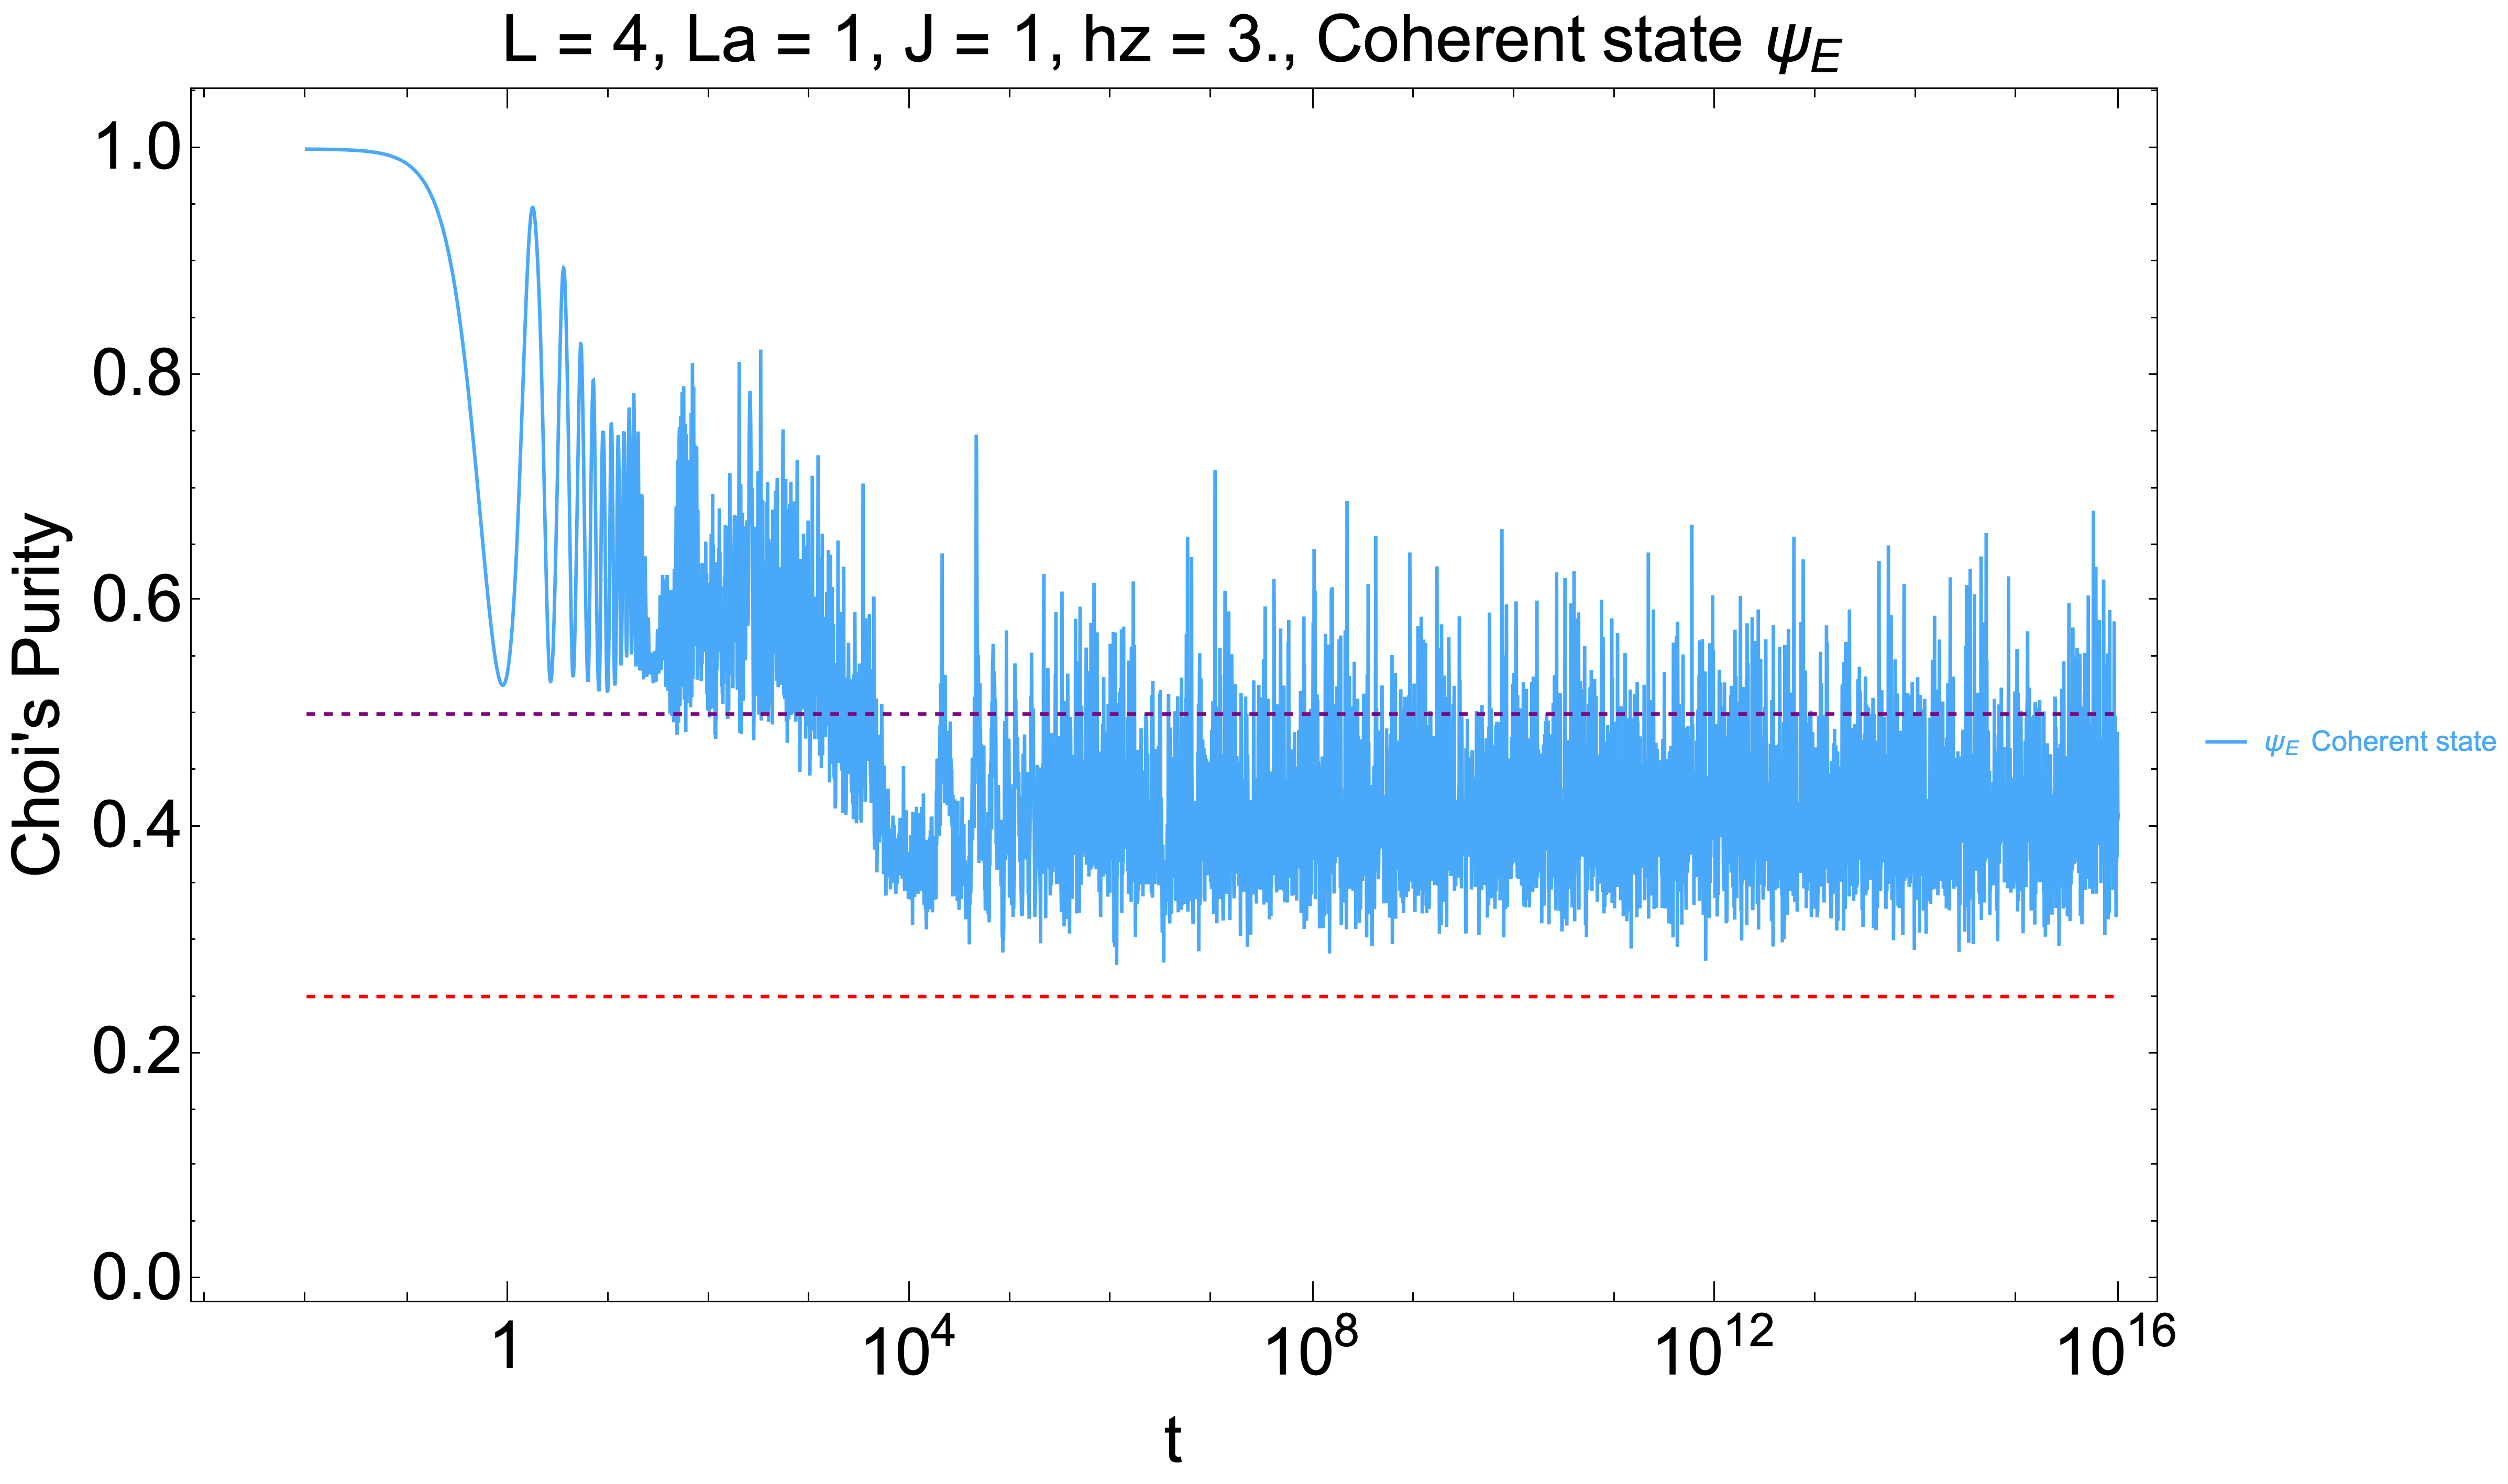 L = 4, La = 1, J = 1, hz = 3., Coherent state ψE
Choi's Purity
1.0
0.8
0.6
0.4
0.2
0.0
1
10^4
10^8
10^12
10^16
t
ψE Coherent state